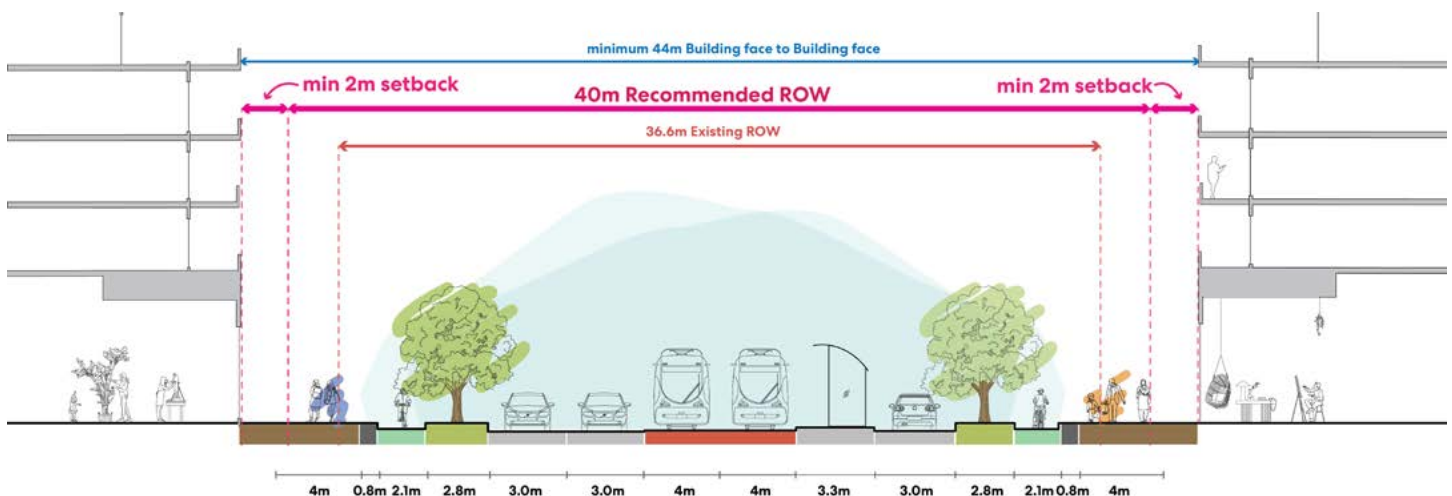 minimum 44m Building face to Building face
min 2m setback
40m Recommended ROW
min 2m setback
36.6m Existing ROW
4m 0.8m 2.1m 2.8m 3.0m 3.0m 4m 4m 3.3m 3.0m 2.8m 2.1m 0.8m 4m